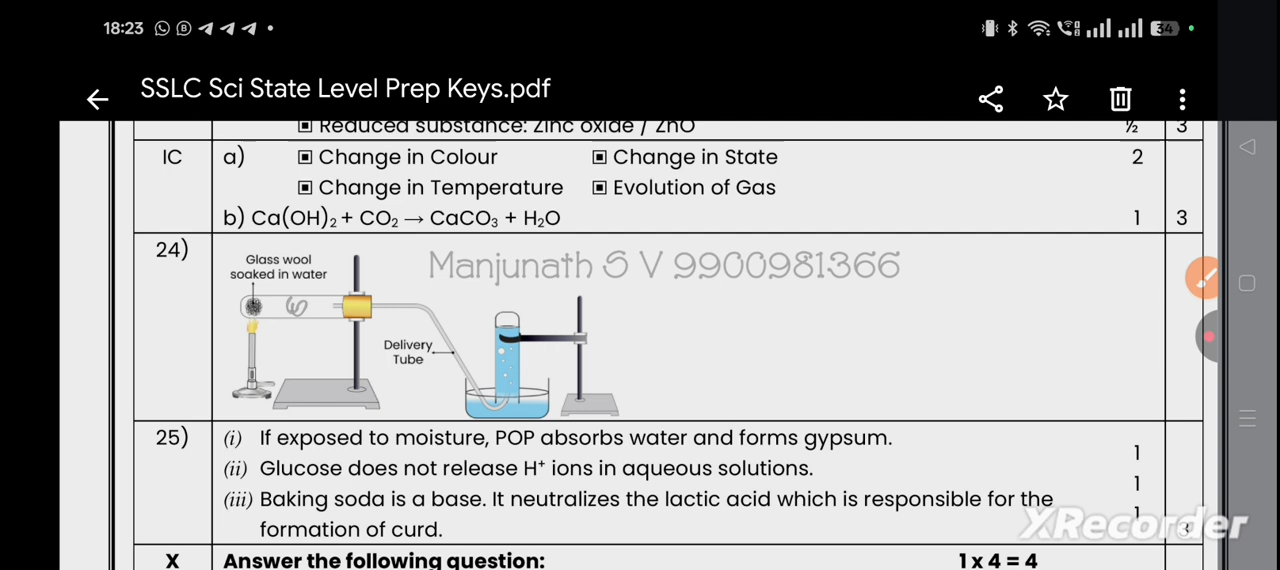 18:23
34
SSLC Sci State Level Prep Keys.pdf
▣ Reduced substance: Zinc oxide / ZnO ½ 3
IC a) ▣ Change in Colour ▣ Change in State 2
▣ Change in Temperature ▣ Evolution of Gas
b) Ca(OH)₂ + CO₂ → CaCO₃ + H₂O 1 3
24)
Manjunath S V 9900981366
Glass wool
soaked in water
Delivery
Tube
25) (i) If exposed to moisture, POP absorbs water and forms gypsum. 1
(ii) Glucose does not release H⁺ ions in aqueous solutions. 1
(iii) Baking soda is a base. It neutralizes the lactic acid which is responsible for the 1
formation of curd. 3
XRecorder
X Answer the following question: 1 x 4 = 4